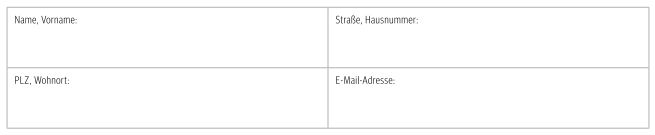 Name, Vorname:
Straße, Hausnummer:
PLZ, Wohnort:
E-Mail-Adresse: